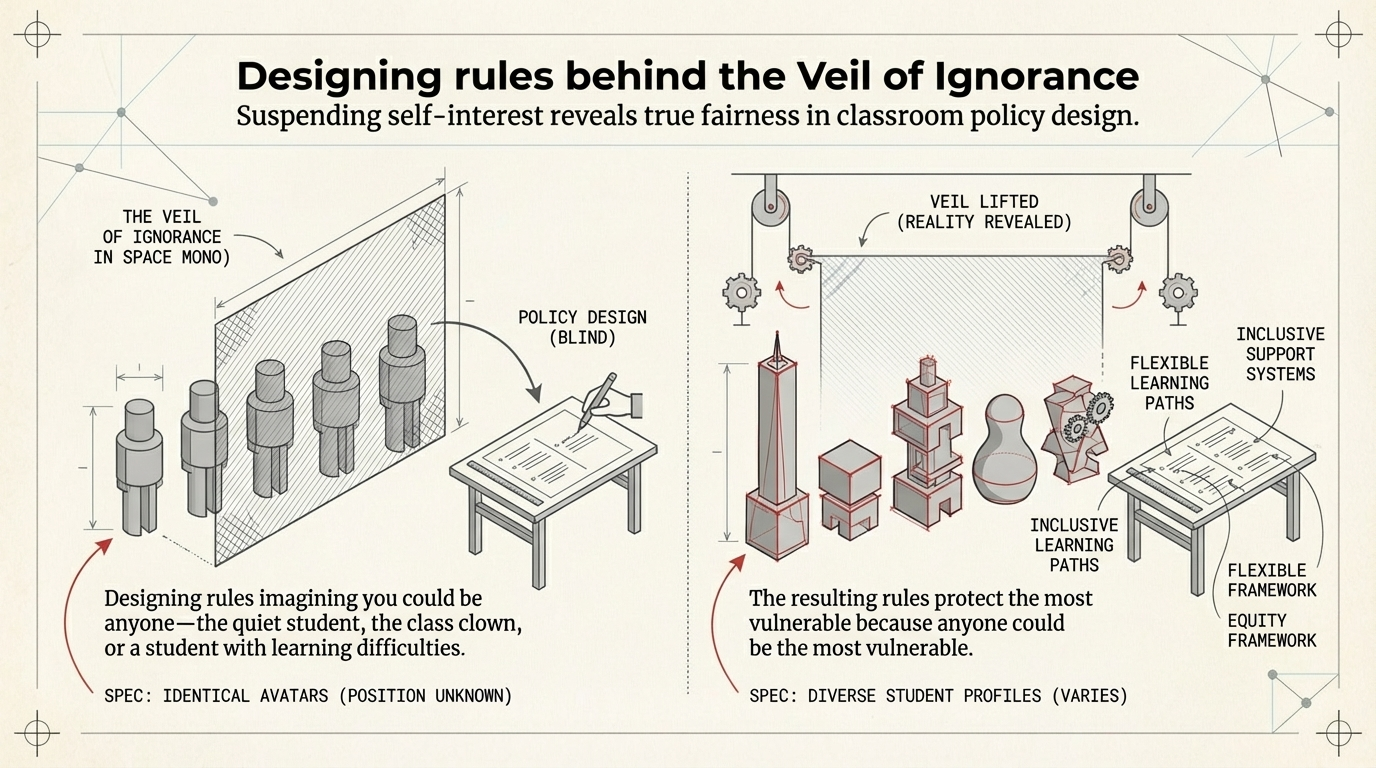 Designing rules behind the Veil of Ignorance
Suspending self-interest reveals true fairness in classroom policy design.
THE VEIL
OF IGNORANCE
IN SPACE MONO)
POLICY DESIGN
(BLIND)
Designing rules imagining you could be
anyone—the quiet student, the class clown,
or a student with learning difficulties.
SPEC: IDENTICAL AVATARS (POSITION UNKNOWN)
VEIL LIFTED
(REALITY REVEALED)
FLEXIBLE
LEARNING
PATHS
INCLUSIVE
SUPPORT
SYSTEMS
INCLUSIVE
LEARNING
PATHS
FLEXIBLE
FRAMEWORK
EQUITY
FRAMEWORK
The resulting rules protect the most
vulnerable because anyone could
be the most vulnerable.
SPEC: DIVERSE STUDENT PROFILES (VARIES)